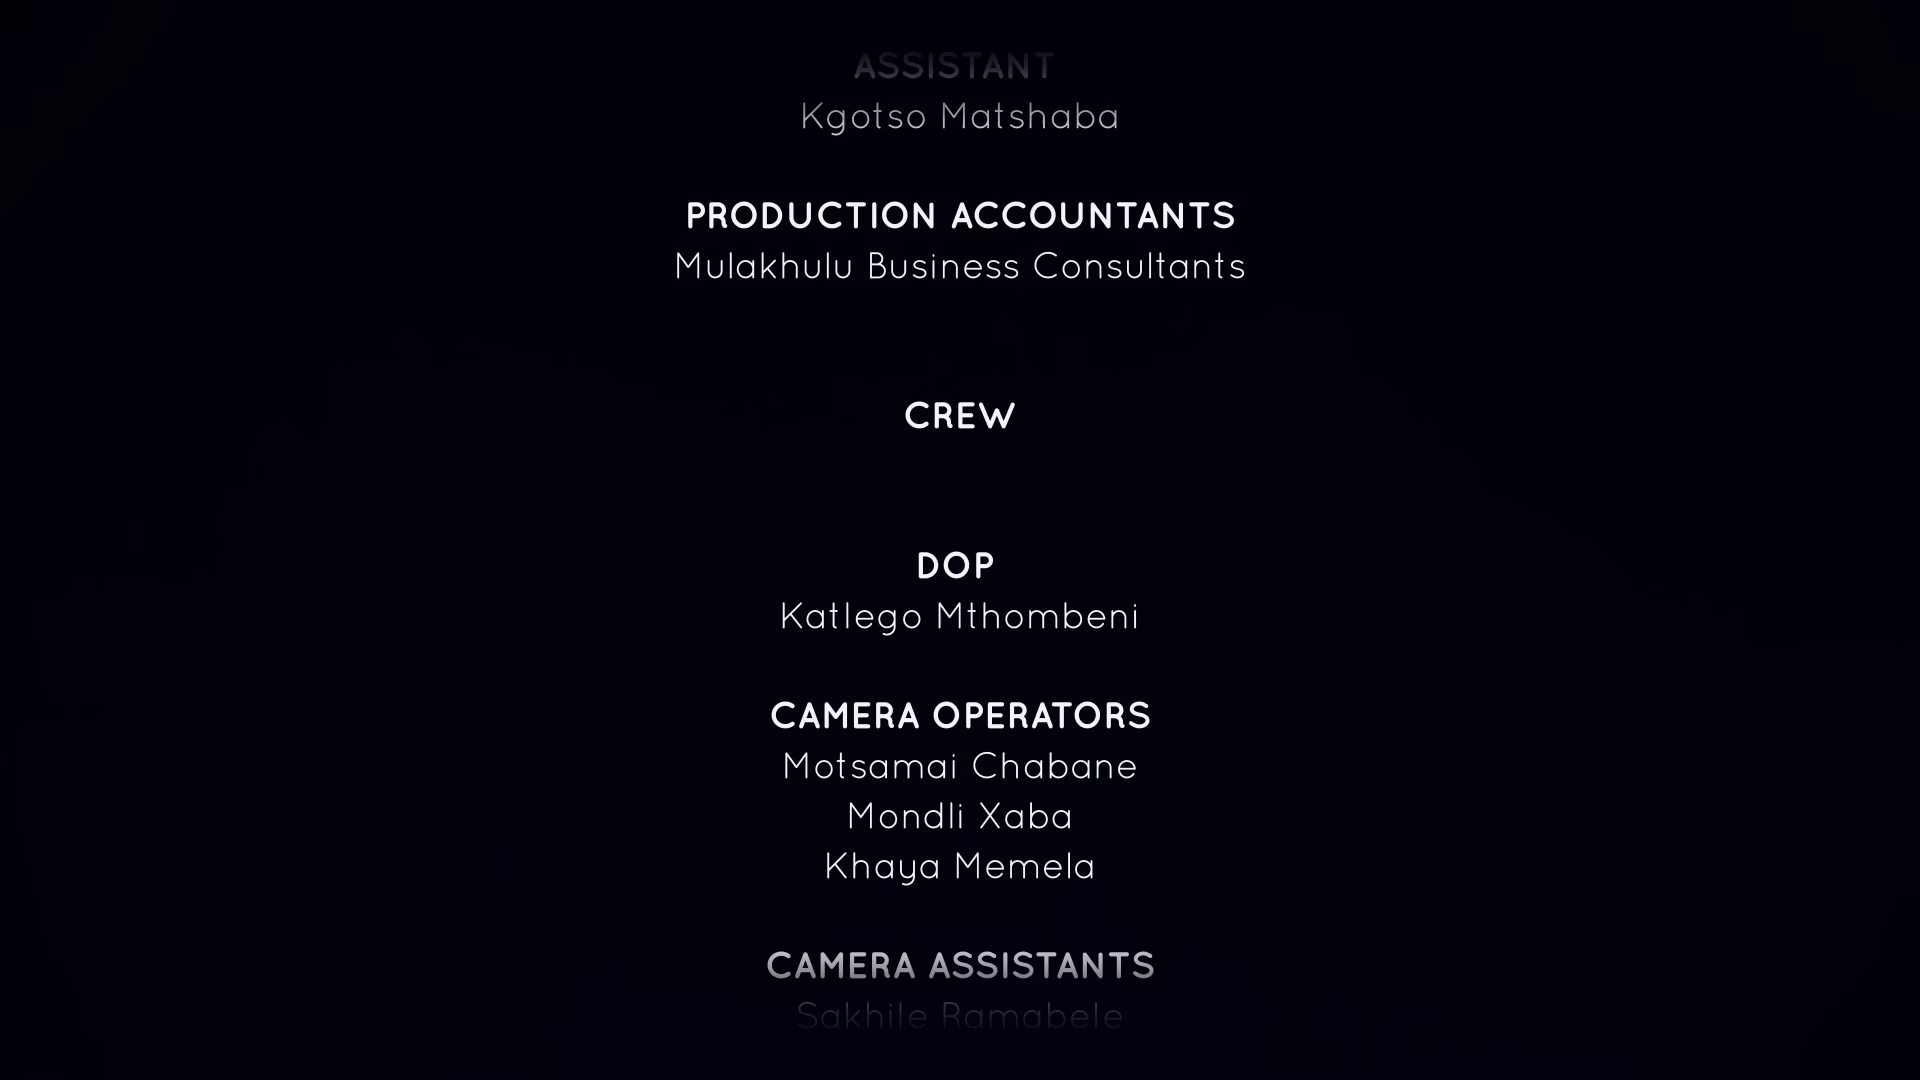 ASSISTANT
Kgotso Matshaba
PRODUCTION ACCOUNTANTS
Mulakhulu Business Consultants
CREW
DOP
Katlego Mthombeni
CAMERA OPERATORS
Motsamai Chabane
Mondli Xaba
Khaya Memela
CAMERA ASSISTANTS
Sakhile Ramabele